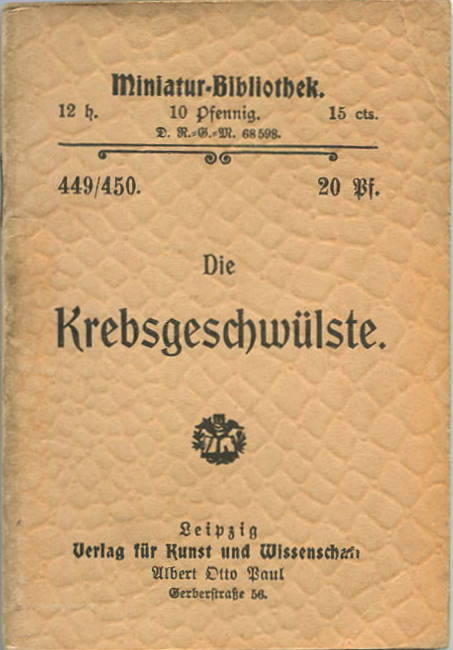 Miniatur-Bibliothek.
12 h. 10 Pfennig. 15 cts.
D. R.-G.-M. 68598.
449/450. 20 Pf.
Die
Krebsgeschwülste.
Leipzig
Verlag für Kunst und Wissenschaft
Albert Otto Paul
Gerberstraße 56.